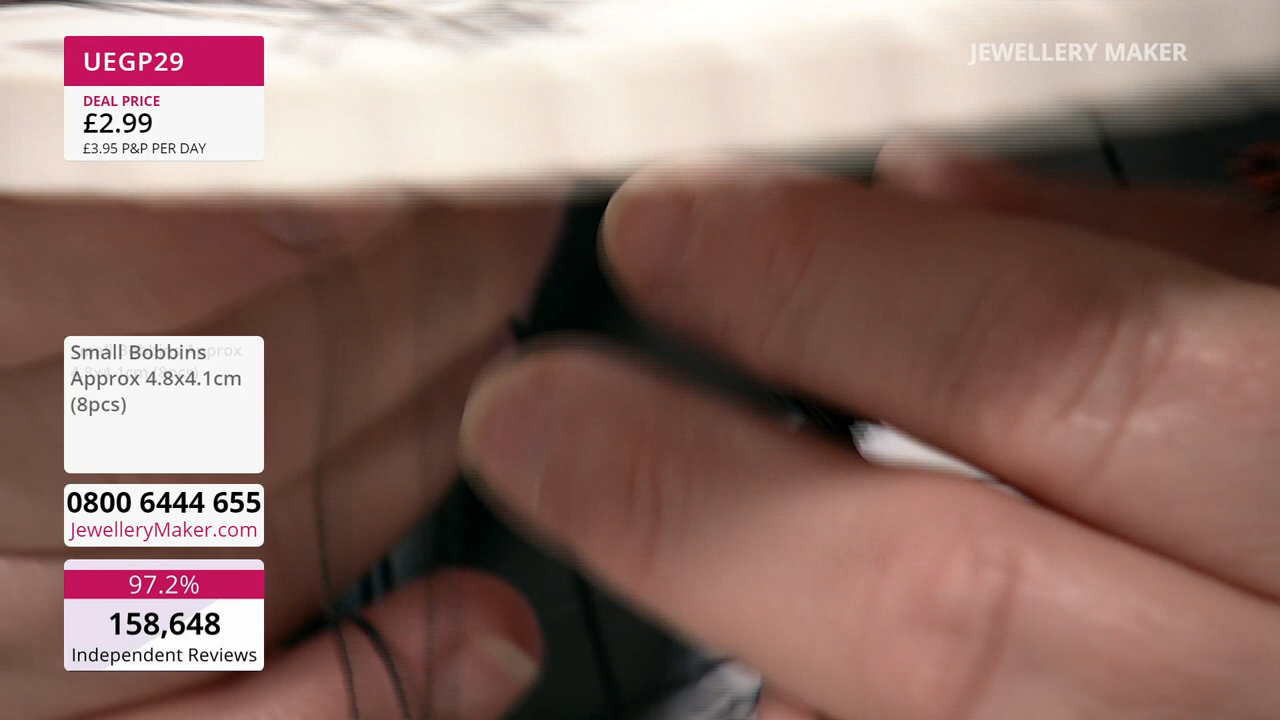 UEGP29
DEAL PRICE
£2.99
£3.95 P&P PER DAY
JEWELLERY MAKER
Small Bobbins
Approx 4.8x4.1cm
(8pcs)
0800 6444 655
JewelleryMaker.com
97.2%
158,648
Independent Reviews